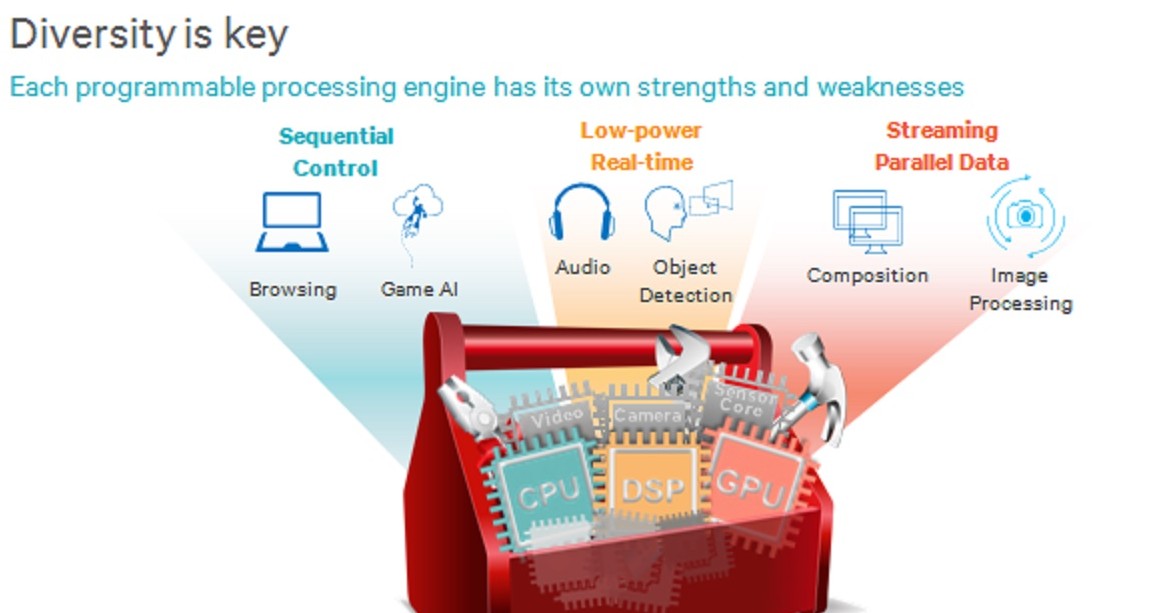 Diversity is key
Each programmable processing engine has its own strengths and weaknesses
Sequential
Control
Low-power
Real-time
Streaming
Parallel Data
Browsing
Game AI
Audio
Object
Detection
Composition
Image
Processing
Video
Camera
Sensor
Core
CPU
DSP
GPU